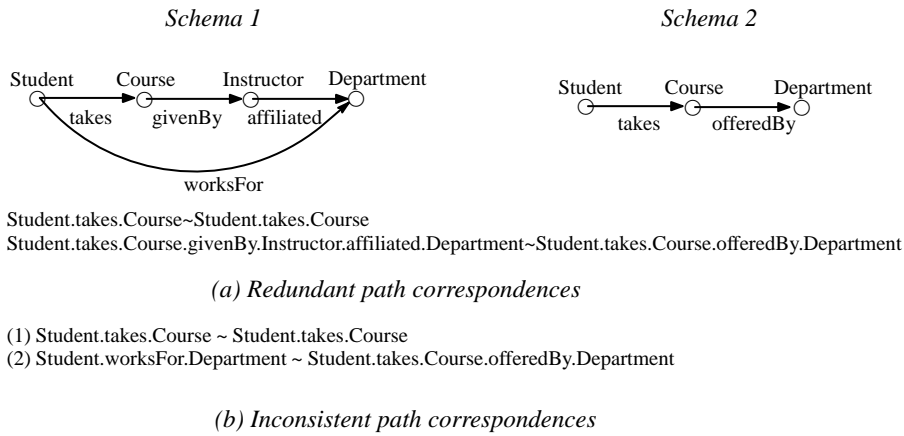 Schema 1 Schema 2
Student Course Instructor Department
takes givenBy affiliated
worksFor
Student Course Department
takes offeredBy
Student.takes.Course~Student.takes.Course
Student.takes.Course.givenBy.Instructor.affiliated.Department~Student.takes.Course.offeredBy.Department
(a) Redundant path correspondences
(1) Student.takes.Course ~ Student.takes.Course
(2) Student.worksFor.Department ~ Student.takes.Course.offeredBy.Department
(b) Inconsistent path correspondences